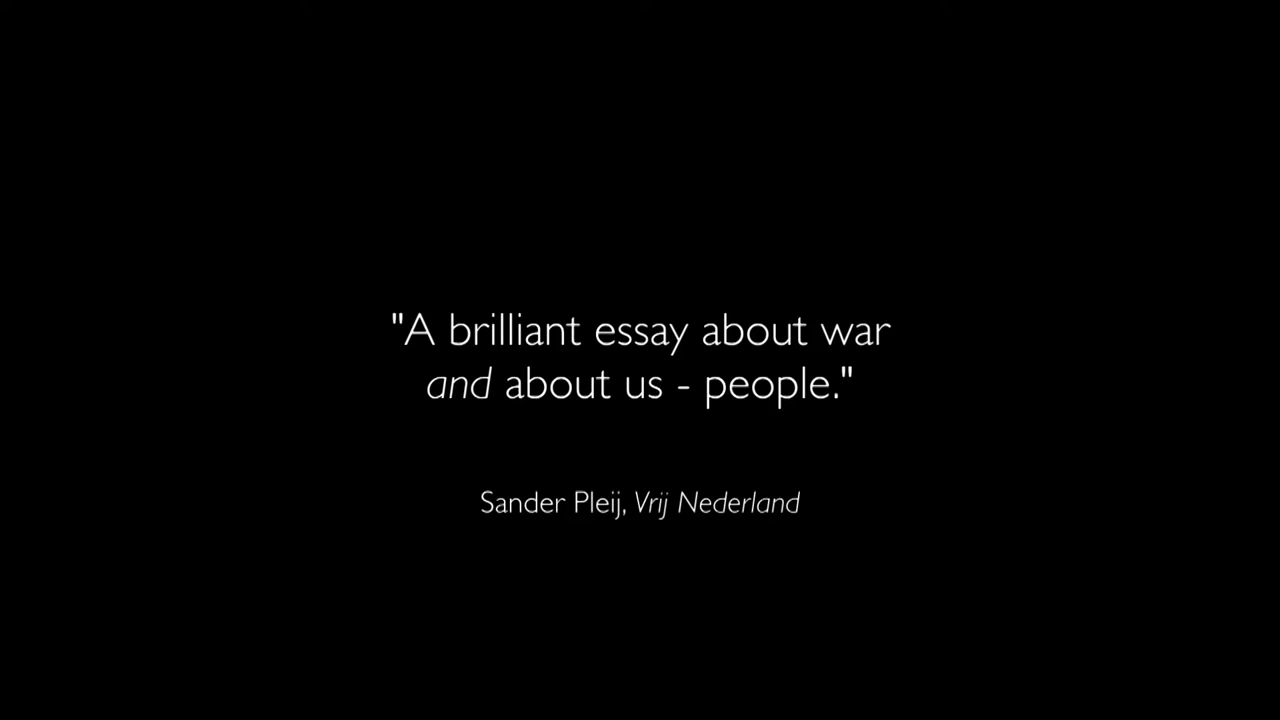 "A brilliant essay about war
and about us - people."
Sander Pleij, Vrij Nederland